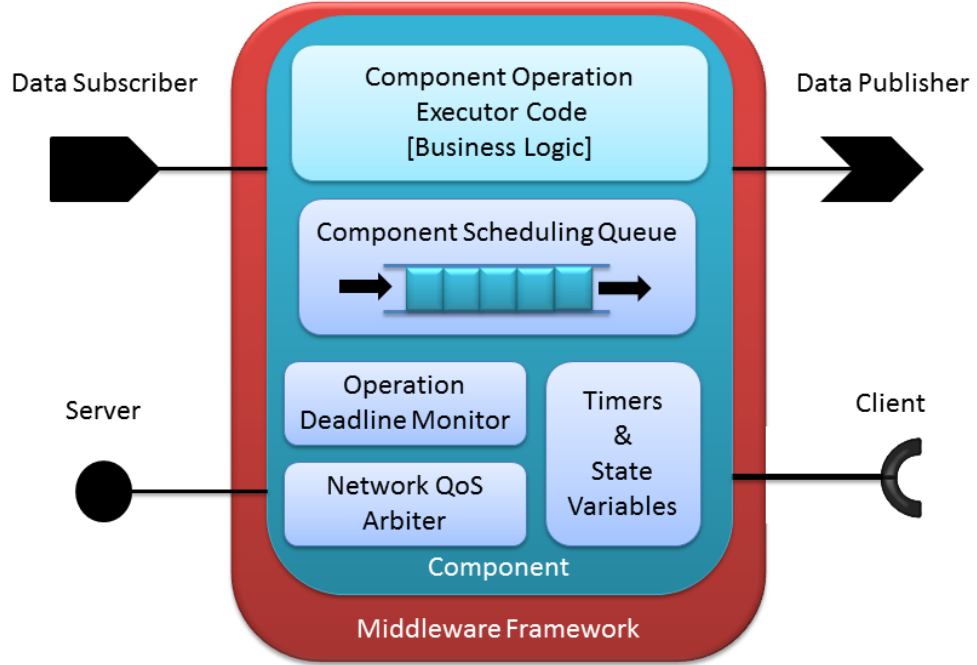 Data Subscriber
Component Operation
Executor Code
[Business Logic]
Data Publisher
Component Scheduling Queue
Server
Operation
Deadline Monitor
Network QoS
Arbiter
Timers
&
State
Variables
Client
Component
Middleware Framework